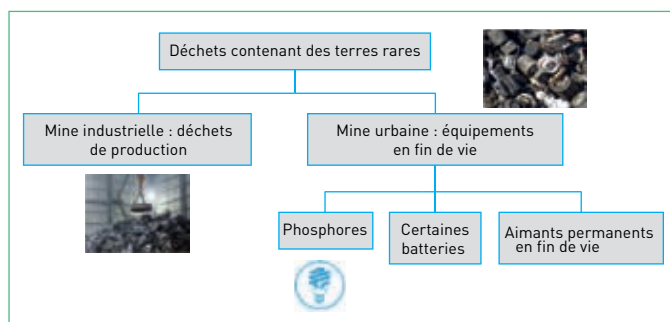 Déchets contenant des terres rares
Mine industrielle : déchets
de production
Mine urbaine : équipements
en fin de vie
Phosphores
Certaines
batteries
Aimants permanents
en fin de vie